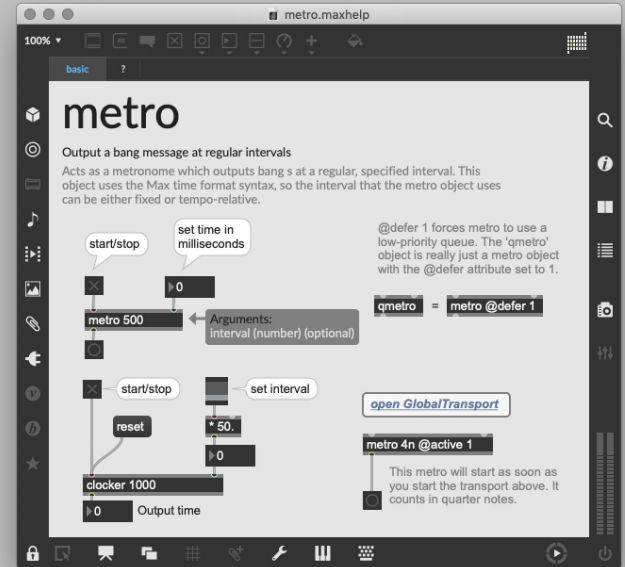 metro.maxhelp
100% ▼
basic ?
metro
Output a bang message at regular intervals
Acts as a metronome which outputs bang s at a regular, specified interval. This
object uses the Max time format syntax, so the interval that the metro object uses
can be either fixed or tempo-relative.
start/stop
set time in
milliseconds
0
metro 500
Arguments:
interval (number) (optional)
@defer 1 forces metro to use a
low-priority queue. The 'qmetro'
object is really just a metro object
with the @defer attribute set to 1.
qmetro = metro @defer 1
start/stop
set interval
reset
* 50.
0
clocker 1000
0
Output time
open GlobalTransport
metro 4n @active 1
This metro will start as soon as
you start the transport above. It
counts in quarter notes.